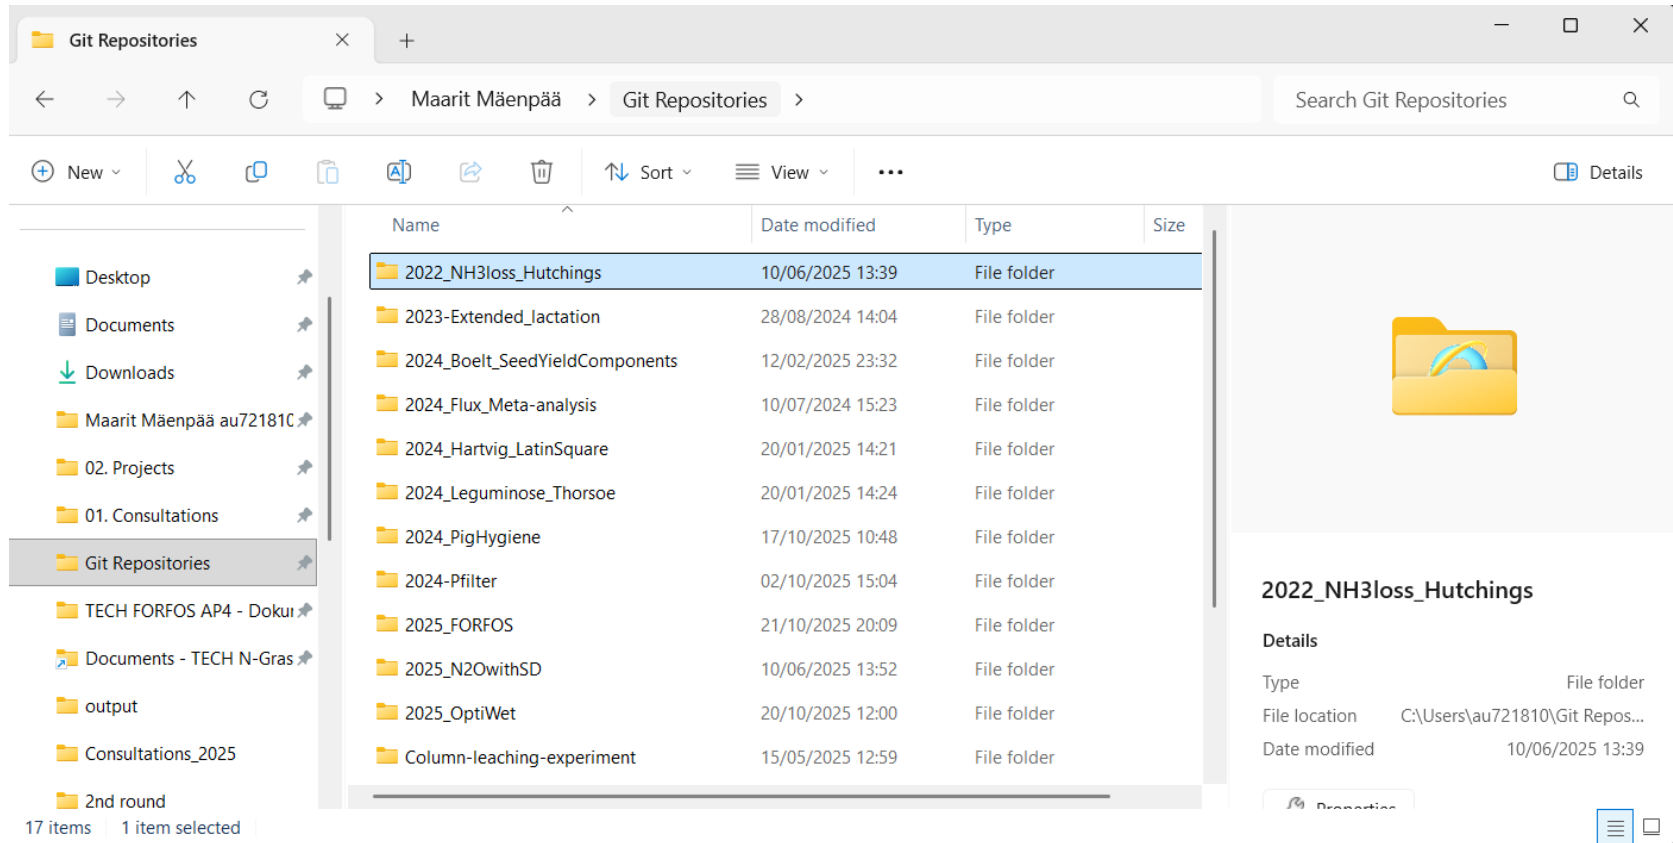 Git Repositories
Maarit Mäenpää > Git Repositories >
Search Git Repositories
New
Sort
View
Details
Desktop
Documents
Downloads
Maarit Mäenpää au721810
02. Projects
01. Consultations
Git Repositories
TECH FORFOS AP4 - Dokur
Documents - TECH N-Gras
output
Consultations_2025
2nd round
Name Date modified Type Size
2022_NH3loss_Hutchings 10/06/2025 13:39 File folder
2023-Extended_lactation 28/08/2024 14:04 File folder
2024_Boelt_SeedYieldComponents 12/02/2025 23:32 File folder
2024_Flux_Meta-analysis 10/07/2024 15:23 File folder
2024_Hartvig_LatinSquare 20/01/2025 14:21 File folder
2024_Leguminose_Thorsoe 20/01/2025 14:24 File folder
2024_PigHygiene 17/10/2025 10:48 File folder
2024-Pfilter 02/10/2025 15:04 File folder
2025_FORFOS 21/10/2025 20:09 File folder
2025_N2OwithSD 10/06/2025 13:52 File folder
2025_OptiWet 20/10/2025 12:00 File folder
Column-leaching-experiment 15/05/2025 12:59 File folder
2022_NH3loss_Hutchings
Details
Type File folder
File location C:\Users\au721810\Git Repos...
Date modified 10/06/2025 13:39
Properties
17 items 1 item selected